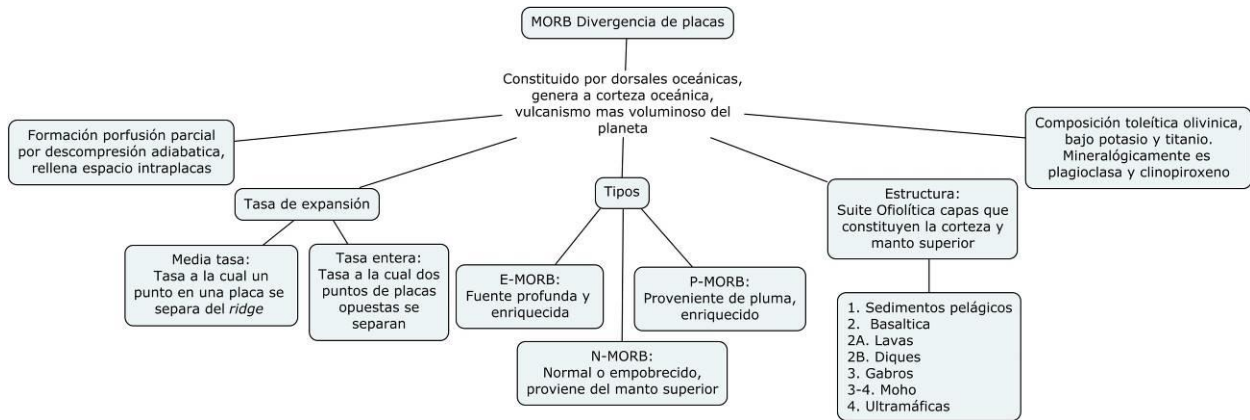 MORB Divergencia de placas
Constituido por dorsales oceánicas,
genera a corteza oceánica,
vulcanismo mas voluminoso del
planeta
Formación porfusión parcial
por descompresión adiabatica,
rellena espacio intraplacas
Composición toleítica olivinica,
bajo potasio y titanio.
Mineralógicamente es
plagioclasa y clinopiroxeno
Tasa de expansión
Tipos
Estructura:
Suite Ofiolítica capas que
constituyen la corteza y
manto superior
Media tasa:
Tasa a la cual un
punto en una placa se
separa del ridge
Tasa entera:
Tasa a la cual dos
puntos de placas
opuestas se
separan
E-MORB:
Fuente profunda y
enriquecida
P-MORB:
Proveniente de pluma,
enriquecido
N-MORB:
Normal o empobrecido,
proviene del manto superior
1. Sedimentos pelágicos
2. Basaltica
2A. Lavas
2B. Diques
3. Gabros
3-4. Moho
4. Ultramáficas